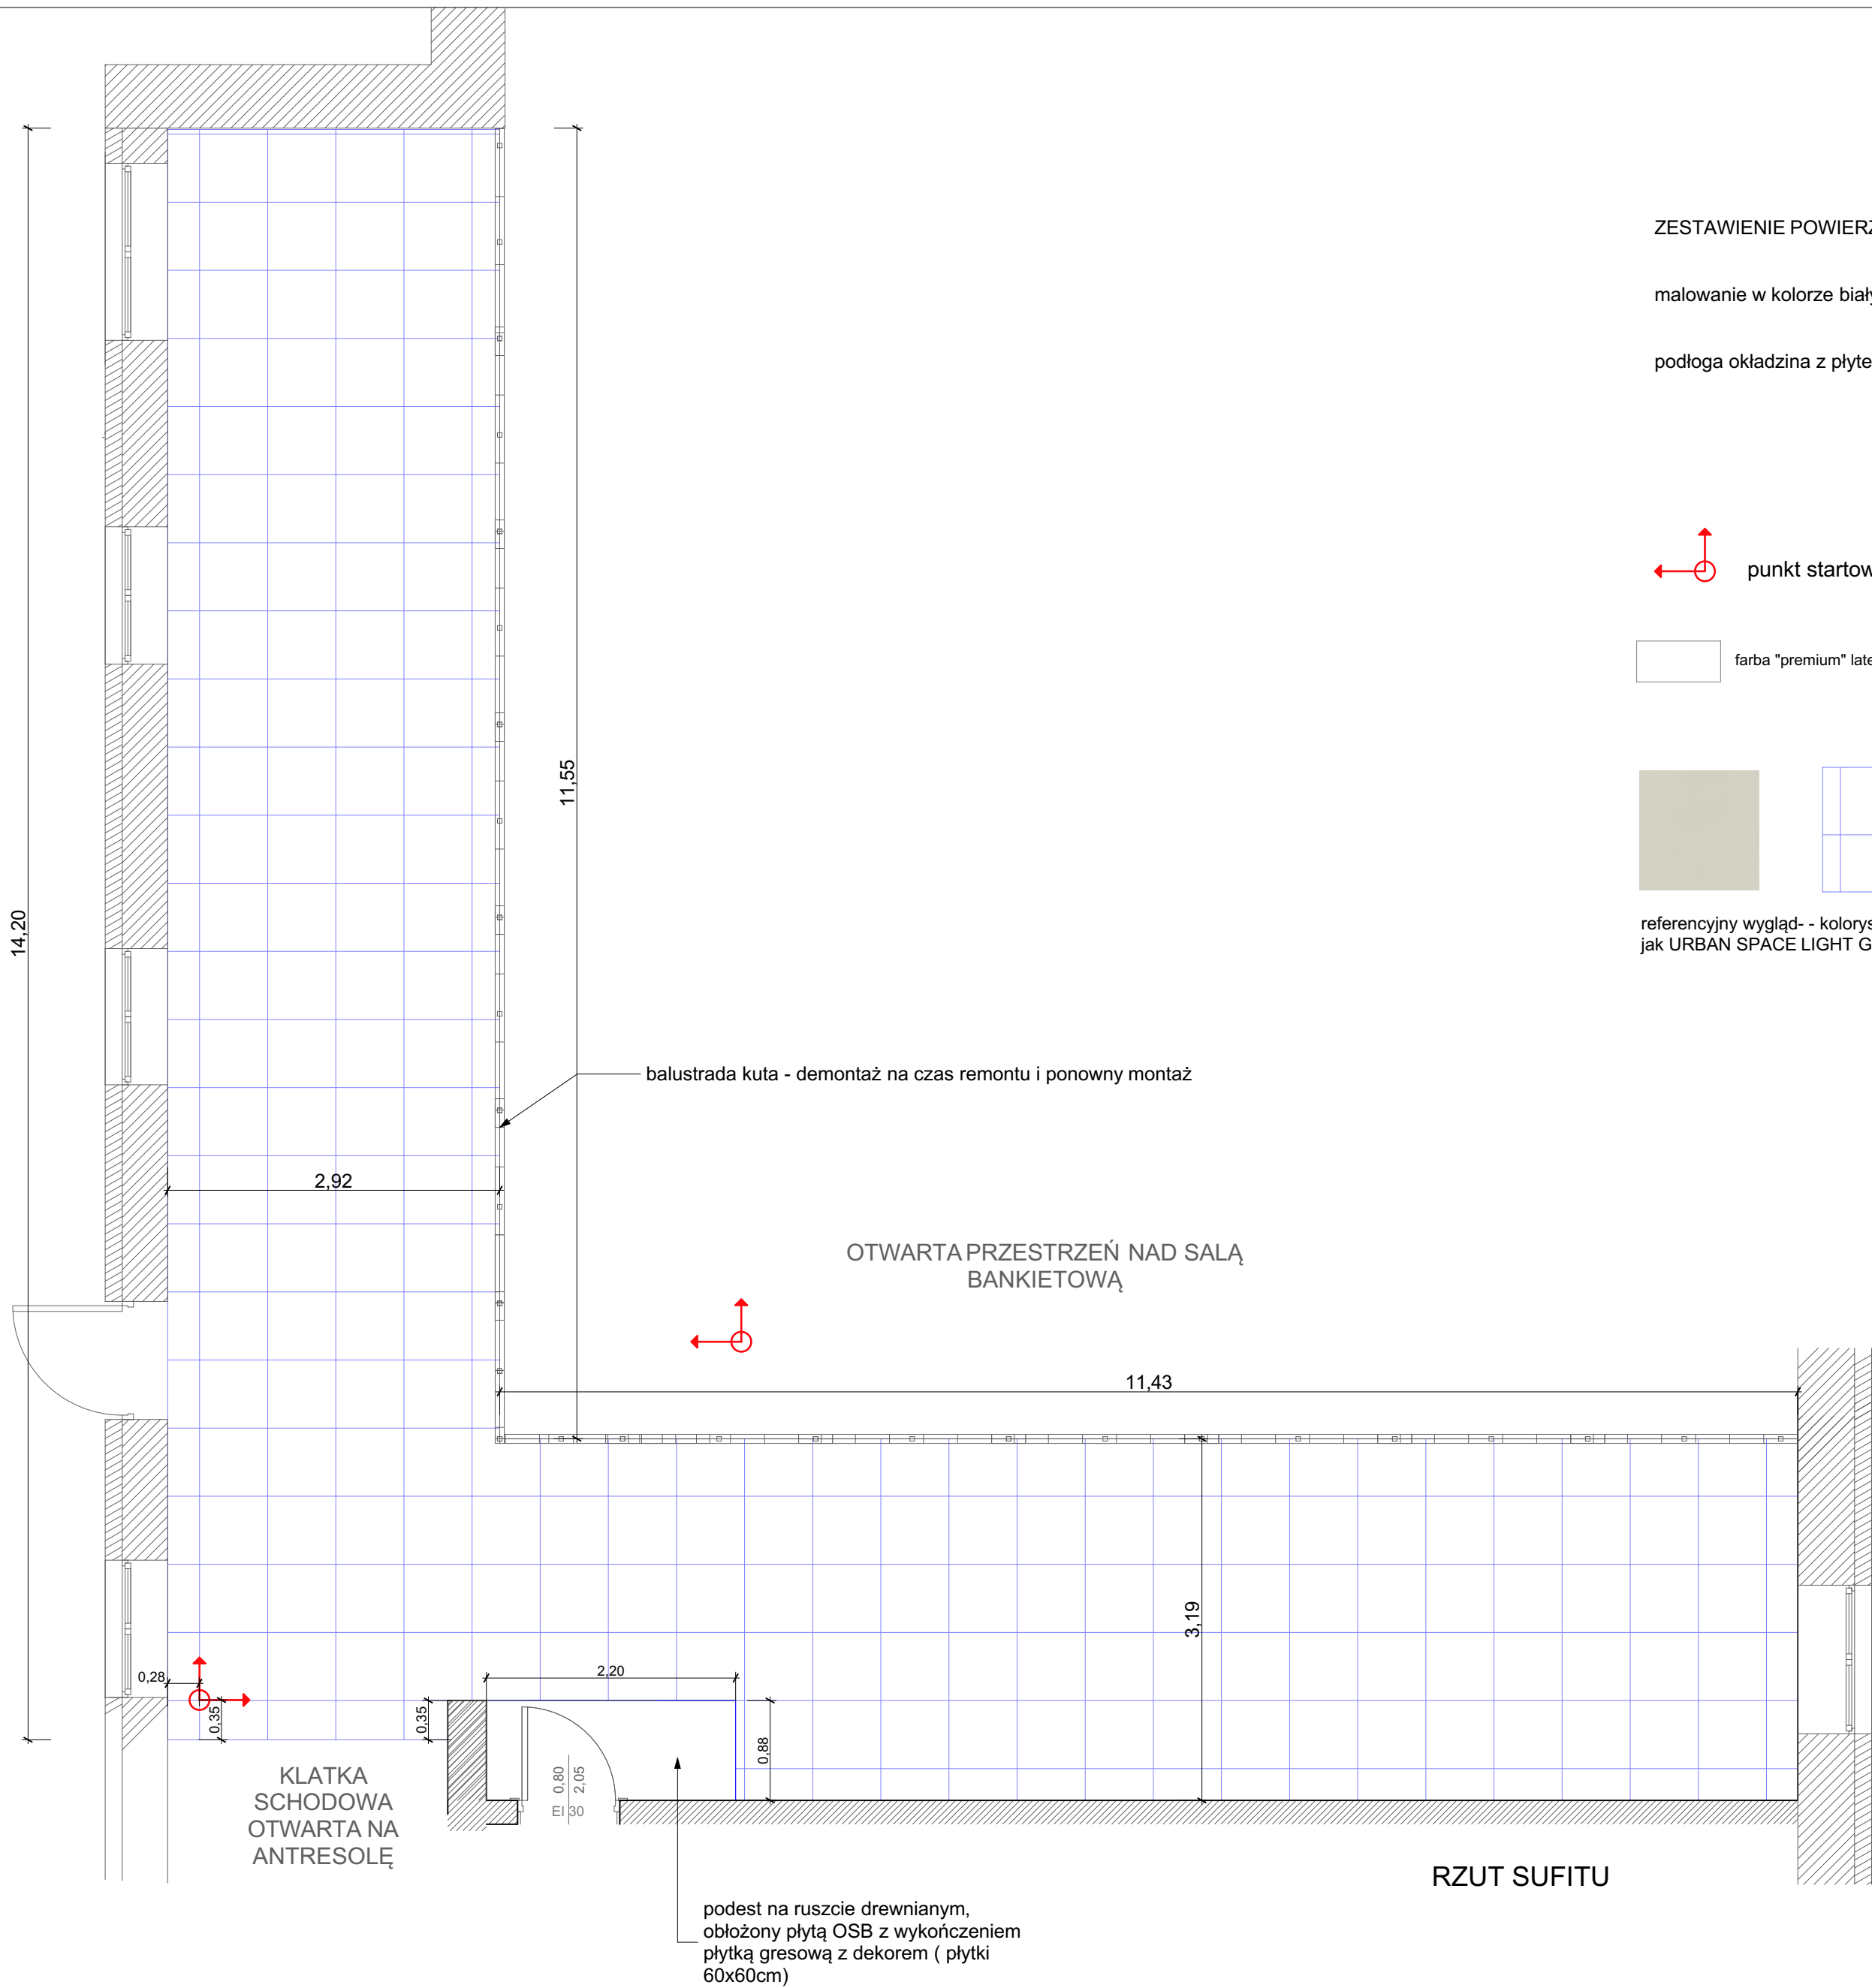 ZESTAWIENIE POWIERZ
malowanie w kolorze biały
podłoga okładzina z płyte
punkt startow
farba "premium" late
referencyjny wygląd- - kolorys
jak URBAN SPACE LIGHT G
14,20
11,55
balustrada kuta - demontaż na czas remontu i ponowny montaż
2,92
OTWARTA PRZESTRZEŃ NAD SALĄ
BANKIETOWĄ
11,43
3,19
0,28
0,35
0,35
2,20
0,88
0,80
2,05
EI 30
KLATKA
SCHODOWA
OTWARTA NA
ANTRESOLĘ
RZUT SUFITU
podest na ruszcie drewnianym,
obłożony płytą OSB z wykończeniem
płytką gresową z dekorem ( płytki
60x60cm)